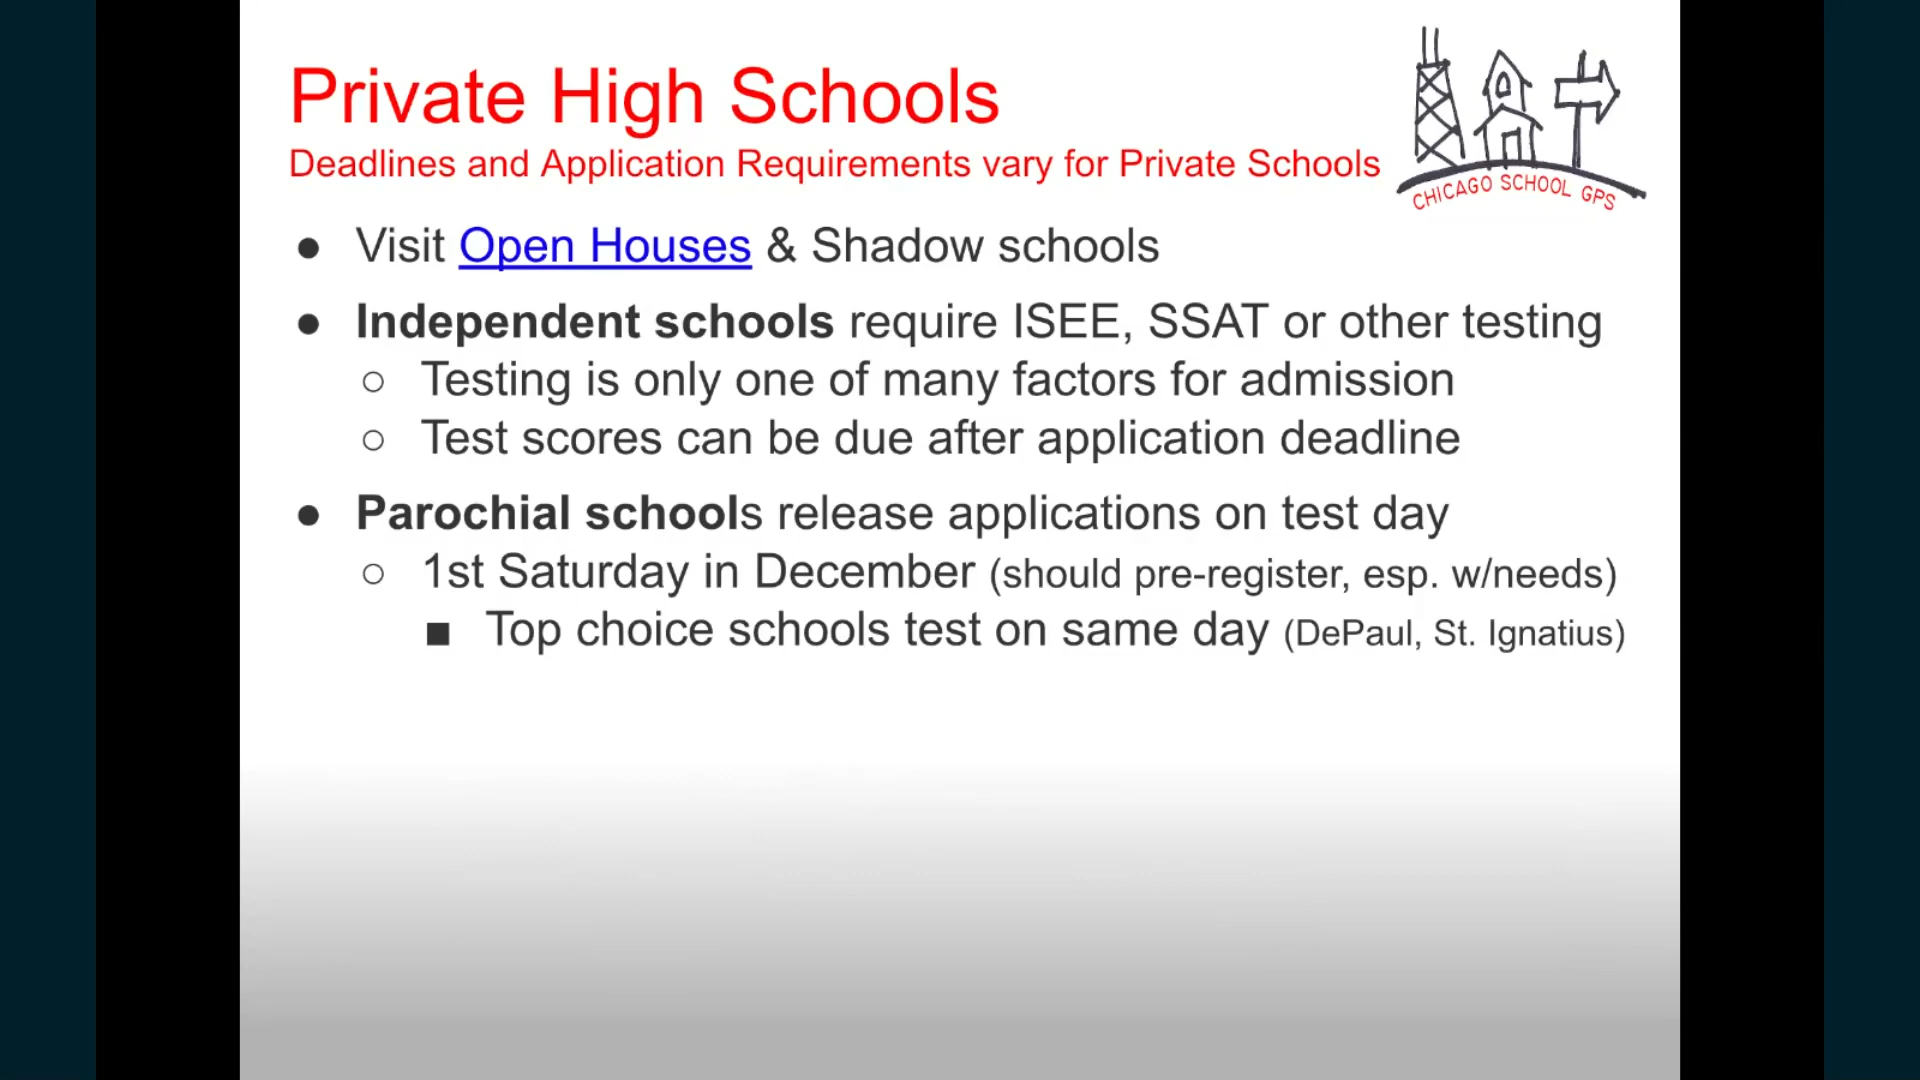 Private High Schools
Deadlines and Application Requirements vary for Private Schools
CHICAGO SCHOOL GPS
● Visit Open Houses & Shadow schools
● Independent schools require ISEE, SSAT or other testing
○ Testing is only one of many factors for admission
○ Test scores can be due after application deadline
● Parochial schools release applications on test day
○ 1st Saturday in December (should pre-register, esp. w/needs)
■ Top choice schools test on same day (DePaul, St. Ignatius)